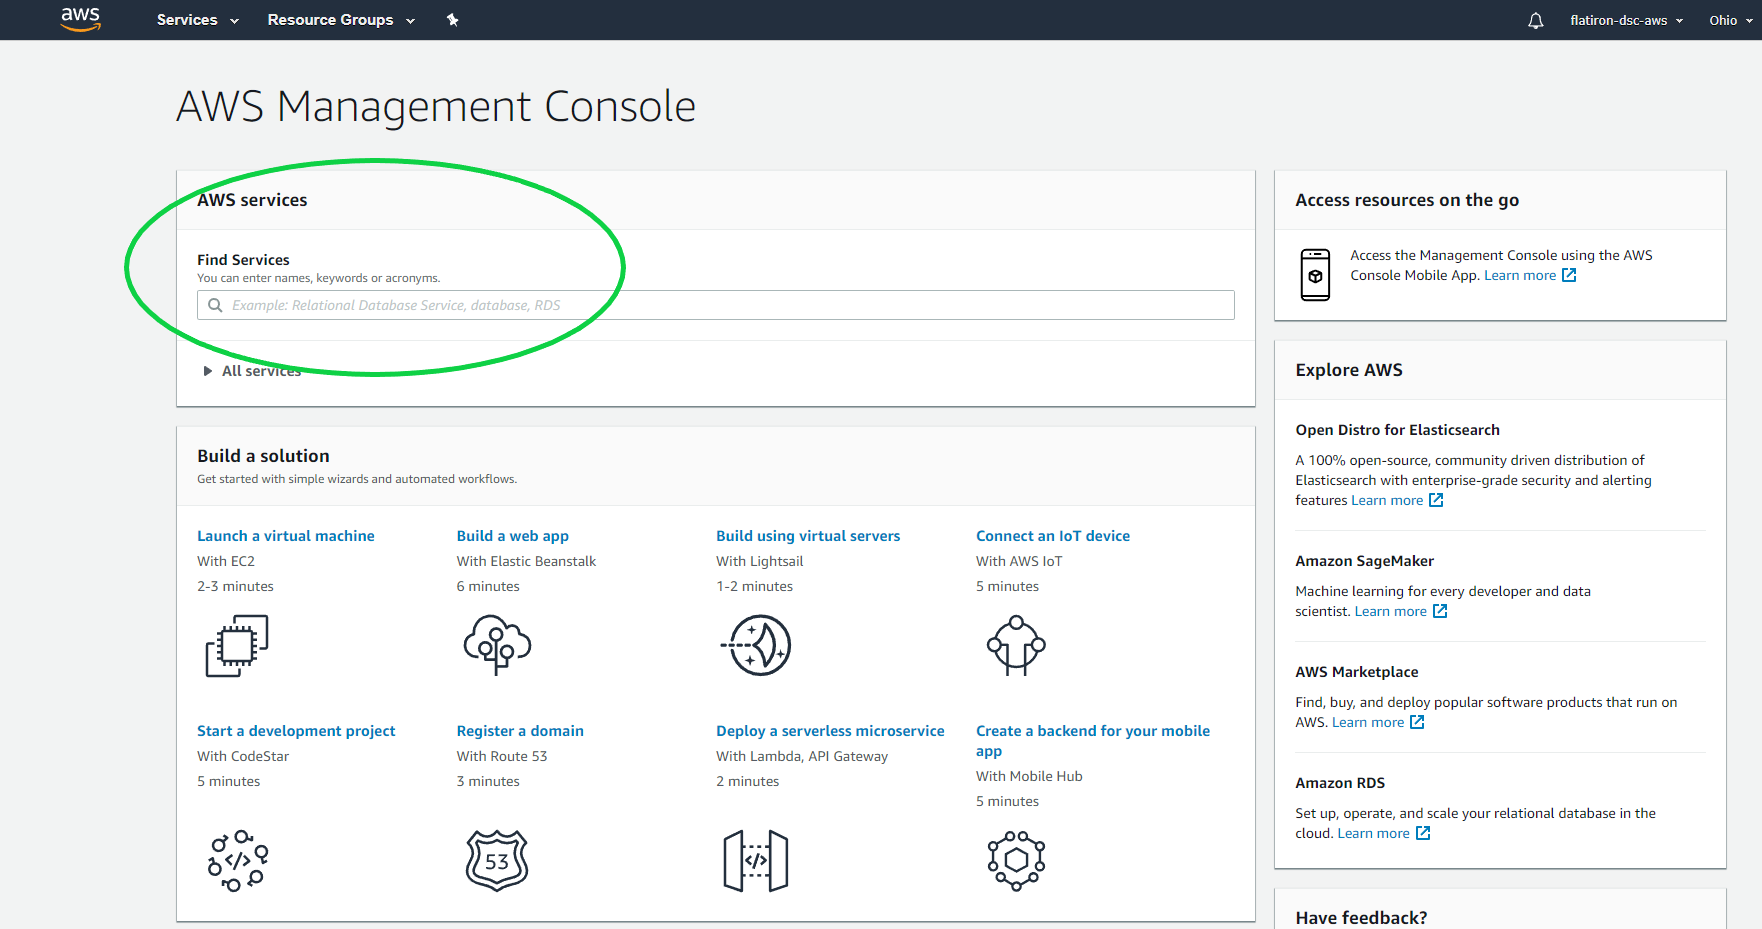 aws Services Resource Groups flatiron-dsc-aws Ohio
AWS Management Console
AWS services
Find Services
You can enter names, keywords or acronyms.
Example: Relational Database Service, database, RDS
All services
Build a solution
Get started with simple wizards and automated workflows.
Launch a virtual machine
With EC2
2-3 minutes
Build a web app
With Elastic Beanstalk
6 minutes
Build using virtual servers
With Lightsail
1-2 minutes
Connect an IoT device
With AWS IoT
5 minutes
Start a development project
With CodeStar
5 minutes
</>
Register a domain
With Route 53
3 minutes
53
Deploy a serverless microservice
With Lambda, API Gateway
2 minutes
</>
Create a backend for your mobile
app
With Mobile Hub
5 minutes
Access resources on the go
Access the Management Console using the AWS
Console Mobile App. Learn more
Explore AWS
Open Distro for Elasticsearch
A 100% open-source, community driven distribution of
Elasticsearch with enterprise-grade security and alerting
features Learn more
Amazon SageMaker
Machine learning for every developer and data
scientist. Learn more
AWS Marketplace
Find, buy, and deploy popular software products that run on
AWS. Learn more
Amazon RDS
Set up, operate, and scale your relational database in the
cloud. Learn more
Have feedback?